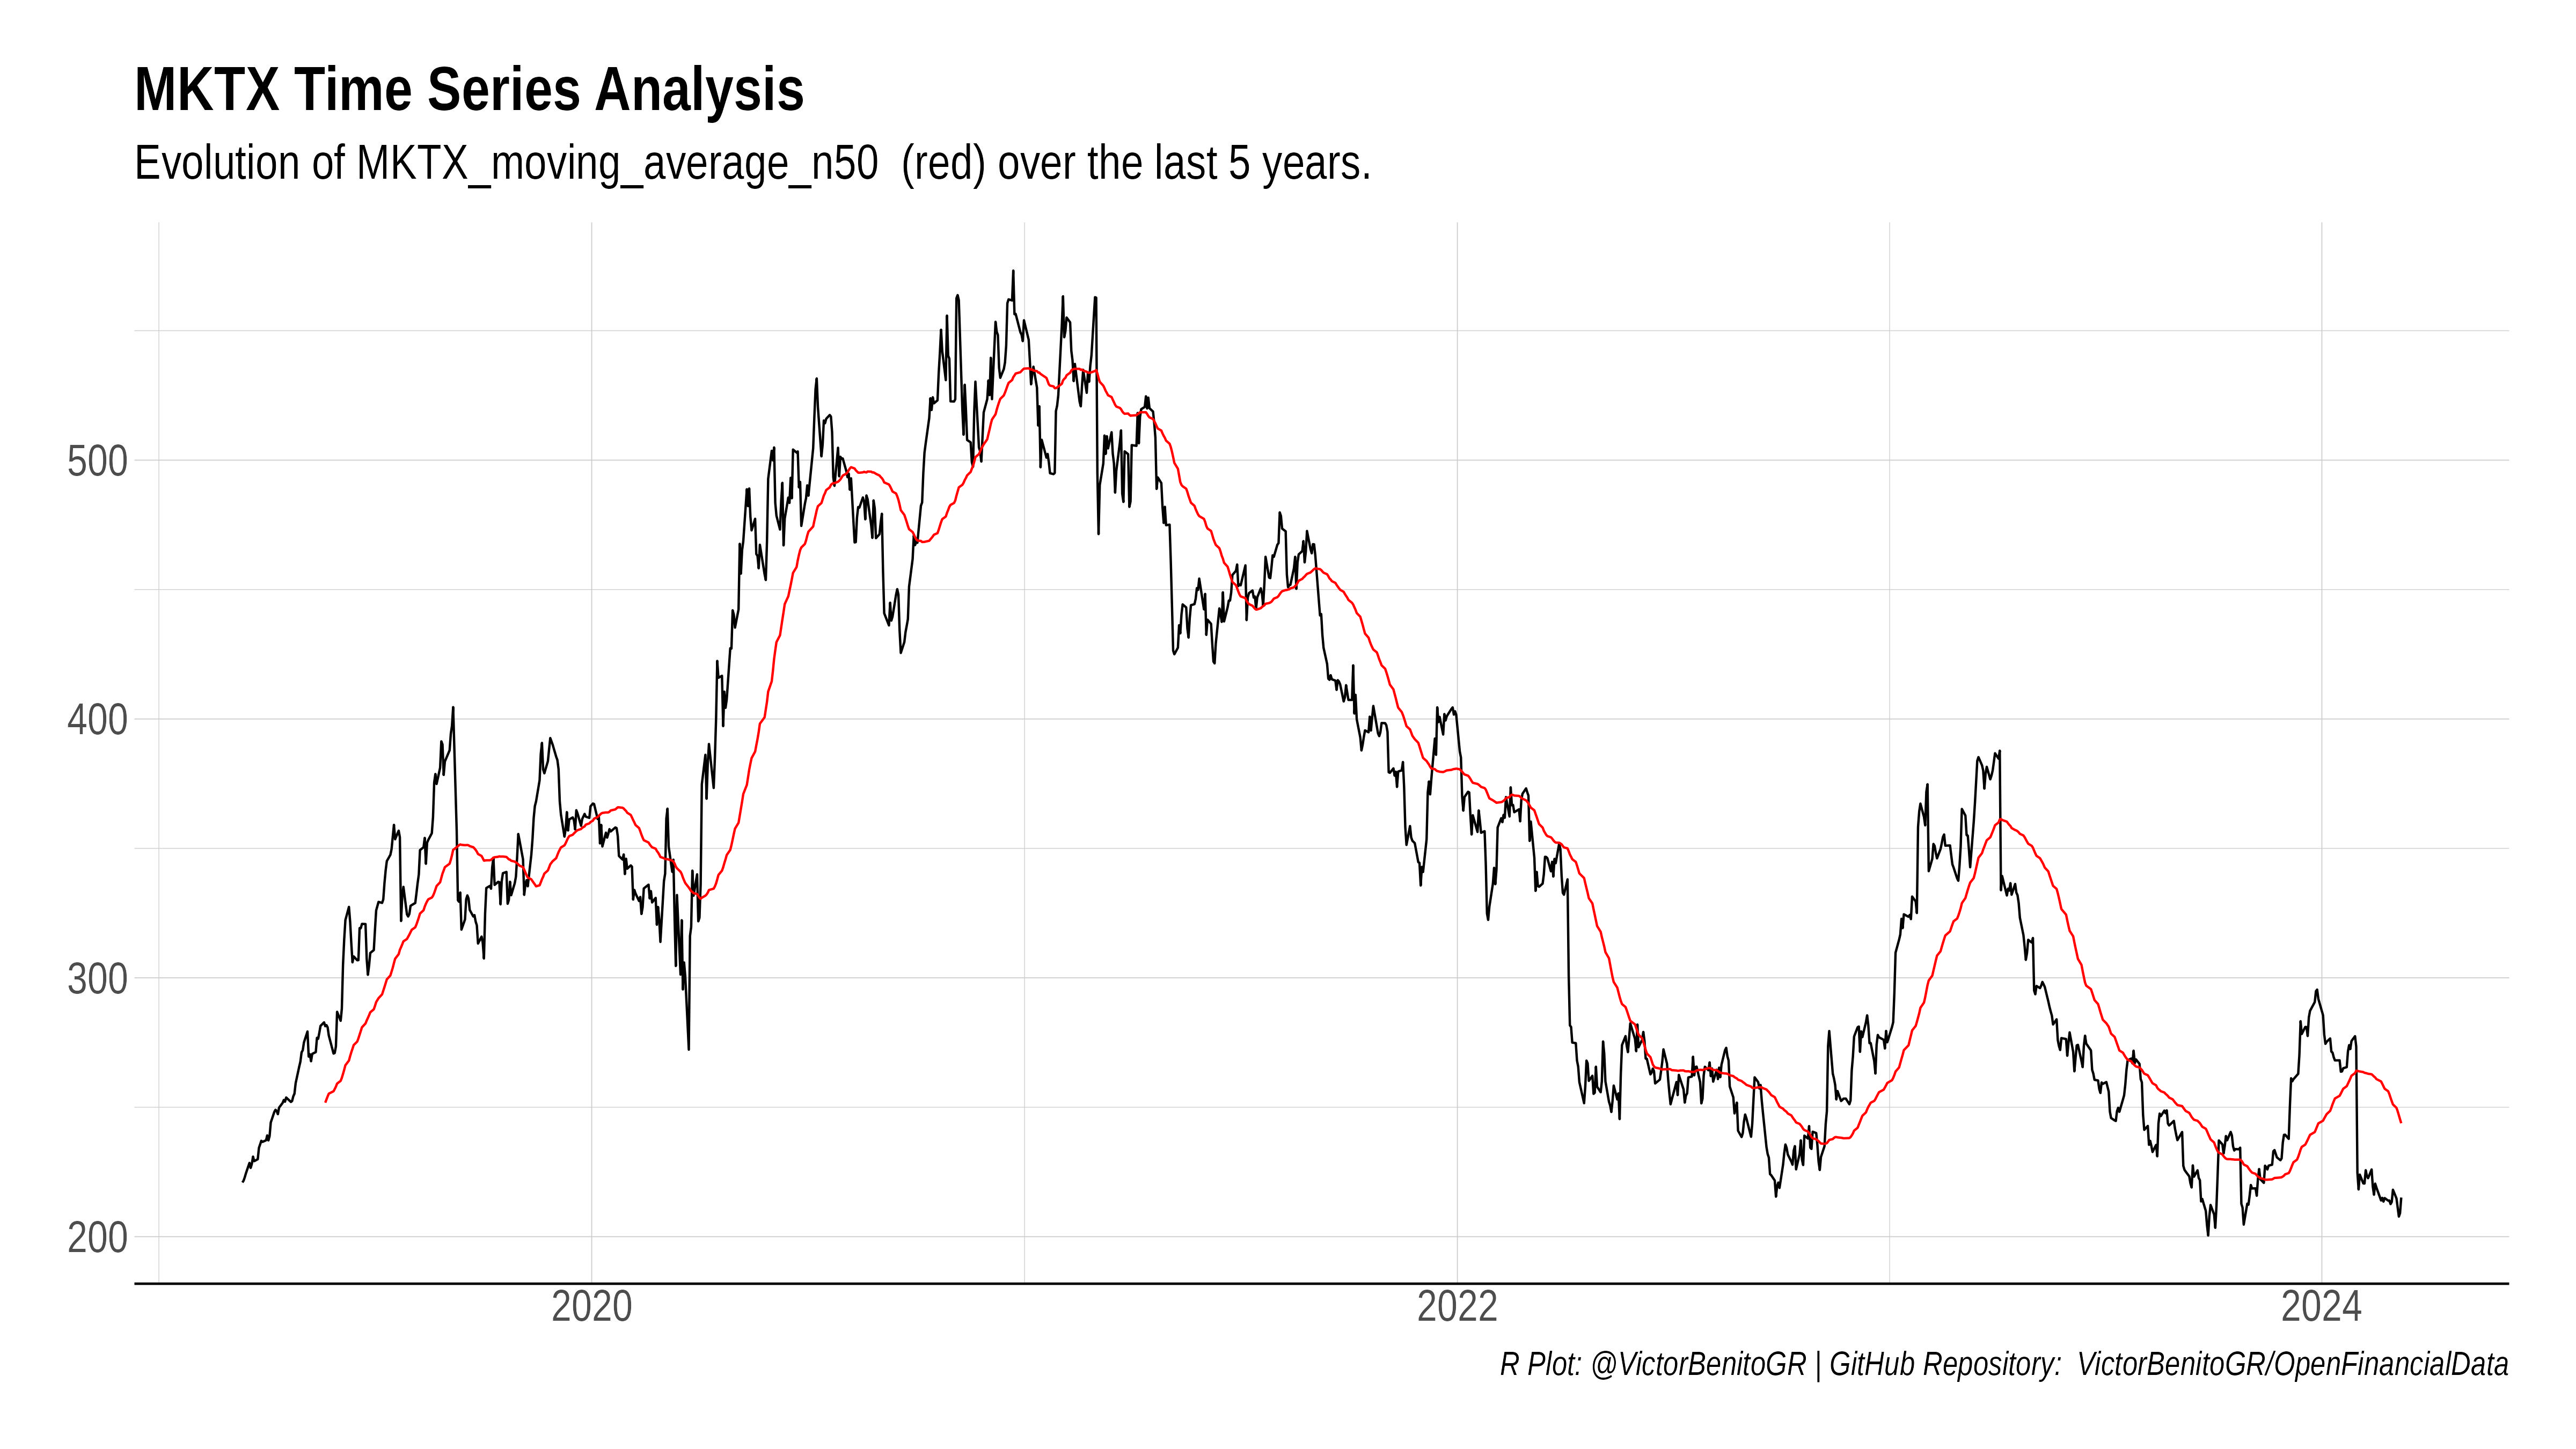 MKTX Time Series Analysis
Evolution of MKTX_moving_average_n50  (red) over the last 5 years.
500
400
300
200
2020
2022
2024
R Plot: @VictorBenitoGR | GitHub Repository:  VictorBenitoGR/OpenFinancialData